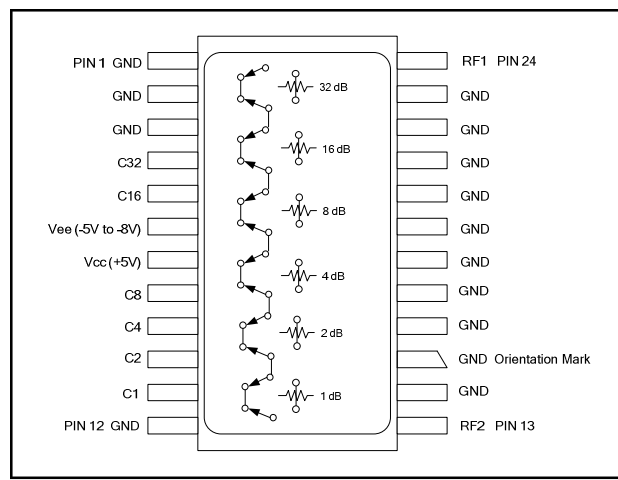 PIN 1 GND
GND
GND
C32
C16
Vee (-5V to -8V)
Vcc (+5V)
C8
C4
C2
C1
PIN 12 GND
32 dB
16 dB
8 dB
4 dB
2 dB
1 dB
RF1 PIN 24
GND
GND
GND
GND
GND
GND
GND
GND
GND Orientation Mark
GND
RF2 PIN 13